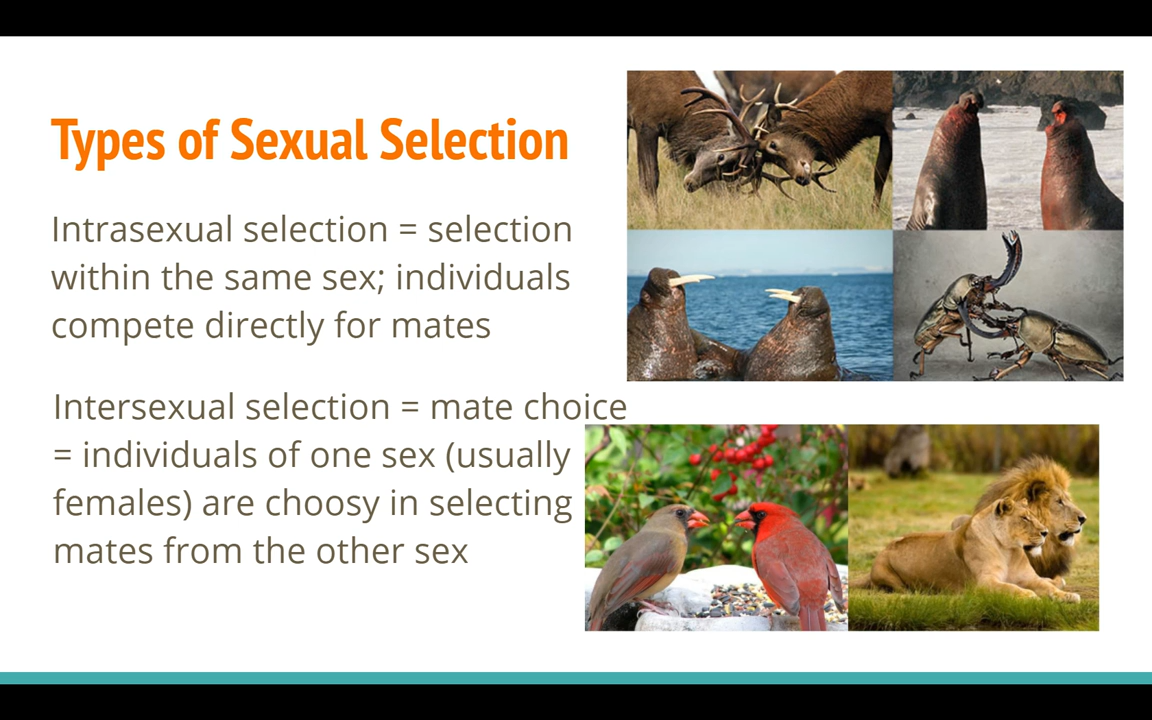 Types of Sexual Selection
Intrasexual selection = selection
within the same sex; individuals
compete directly for mates
Intersexual selection = mate choice
= individuals of one sex (usually
females) are choosy in selecting
mates from the other sex